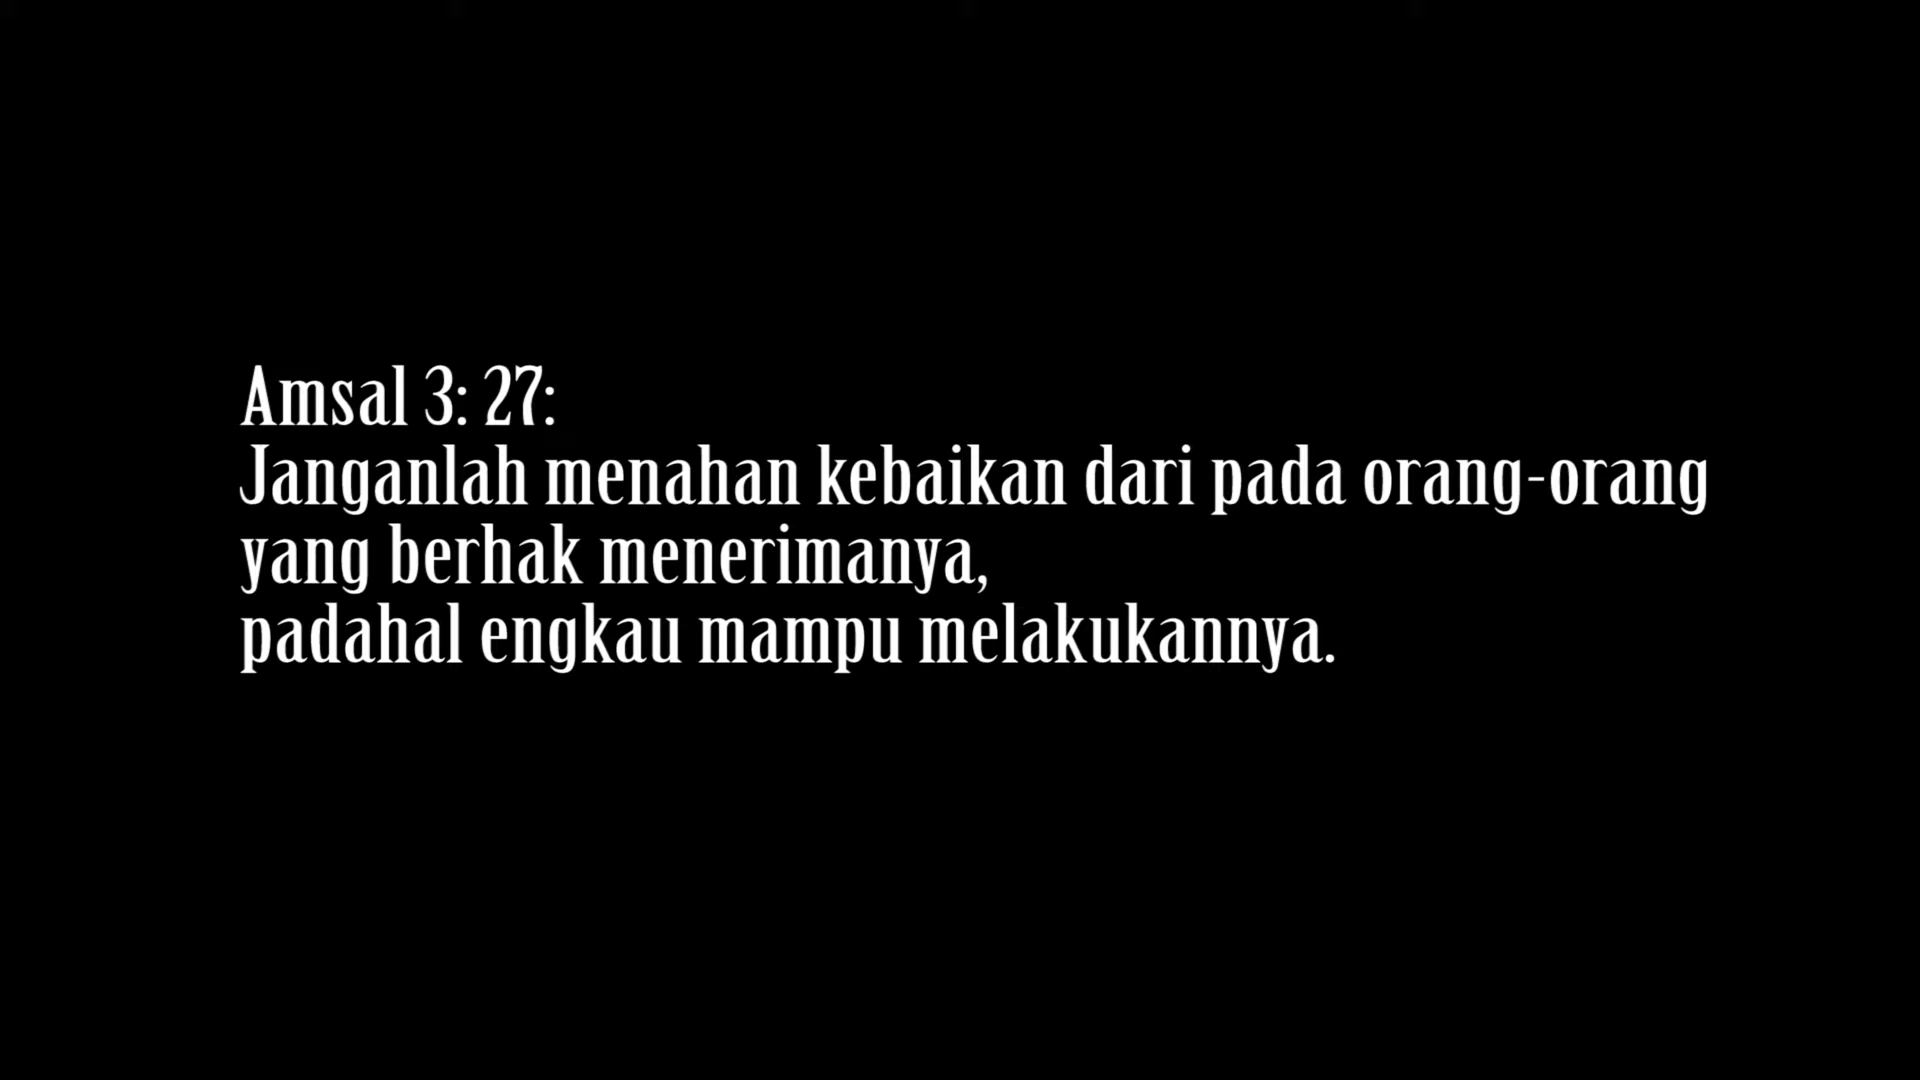 Amsal 3: 27:
Janganlah menahan kebaikan dari pada orang-orang
yang berhak menerimanya,
padahal engkau mampu melakukannya.